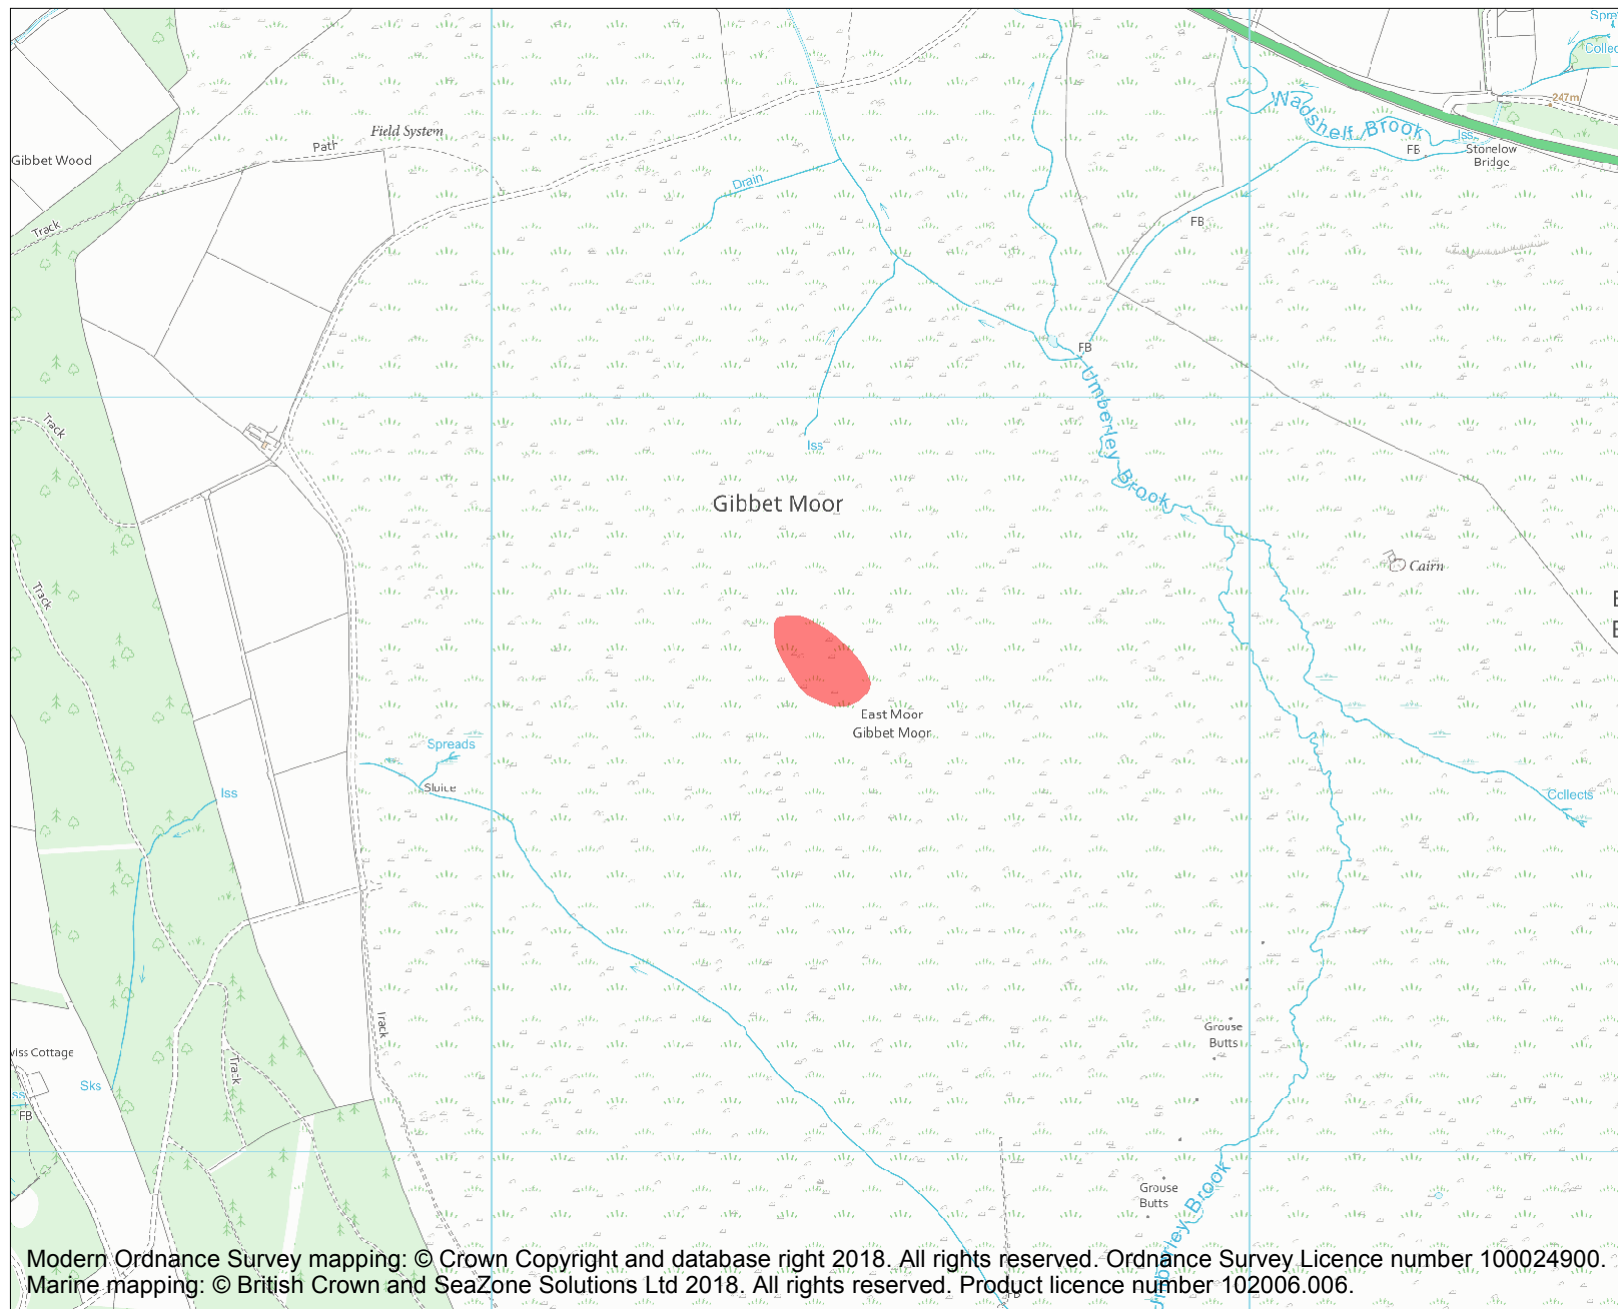 Wadshelf Brook
247m
Iss
FB
Stonelow
Bridge
Field System
Path
Gibbet Wood
Track
Drain
FB
FB
Umberley Brook
Track
Iss
Gibbet Moor
Cairn
Track
East Moor
Gibbet Moor
Spreads
Sluice
Iss
Collects
Track
Grouse
Butts
Track
Sks
FB
Grouse
Butts
Modern Ordnance Survey mapping: © Crown Copyright and database right 2018. All rights reserved. Ordnance Survey Licence number 100024900.
Marine mapping: © British Crown and SeaZone Solutions Ltd 2018. All rights reserved. Product licence number 102006.006.